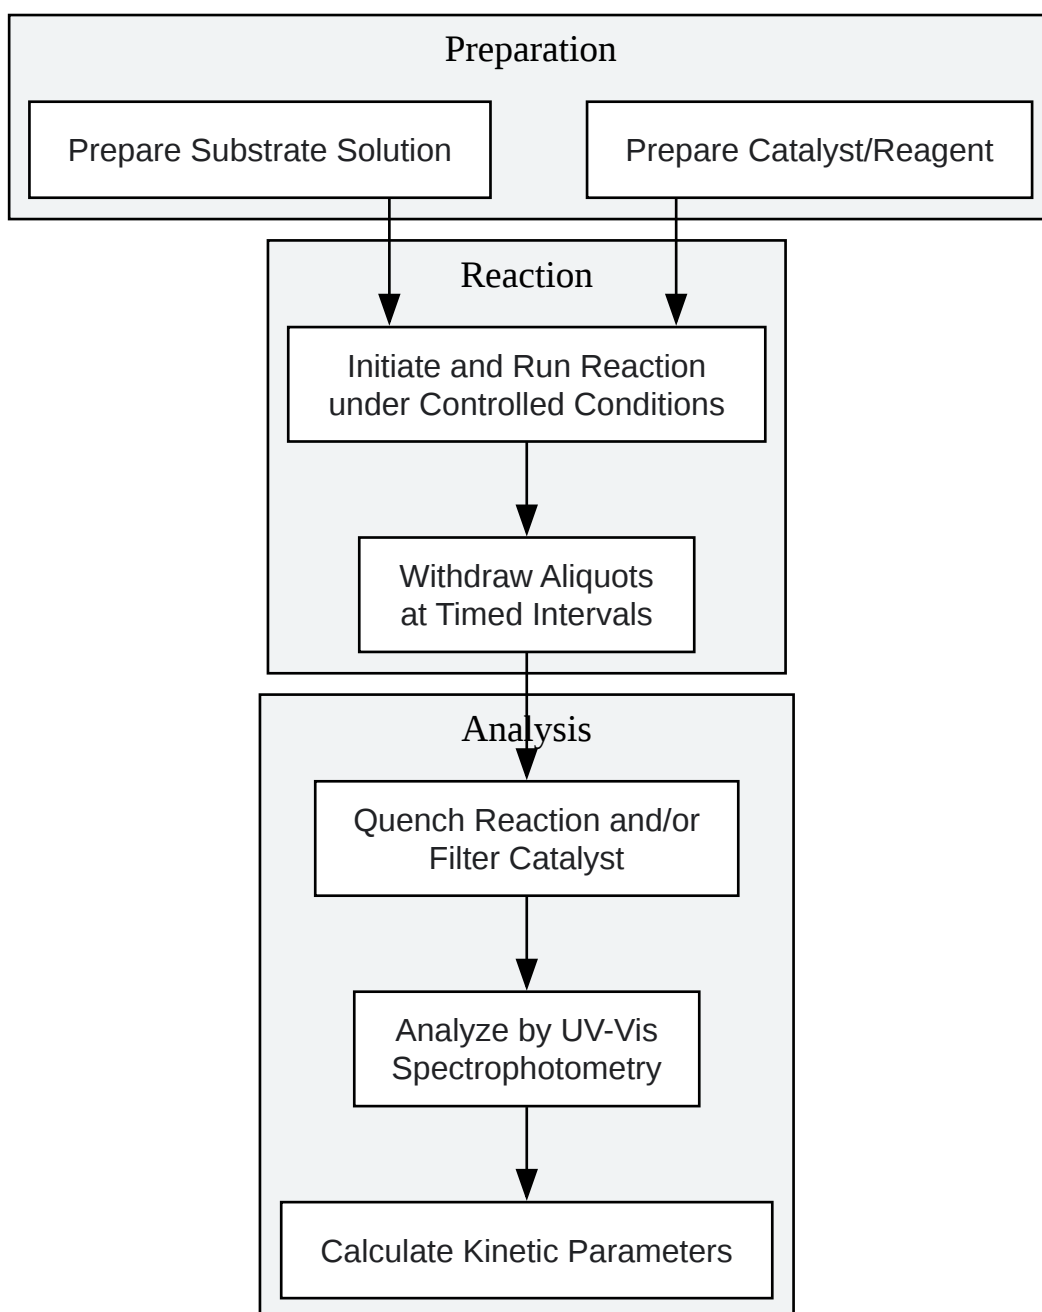 Preparation
Prepare Substrate Solution
Prepare Catalyst/Reagent
Reaction
Initiate and Run Reaction
under Controlled Conditions
Withdraw Aliquots
at Timed Intervals
Analysis
Quench Reaction and/or
Filter Catalyst
Analyze by UV-Vis
Spectrophotometry
Calculate Kinetic Parameters